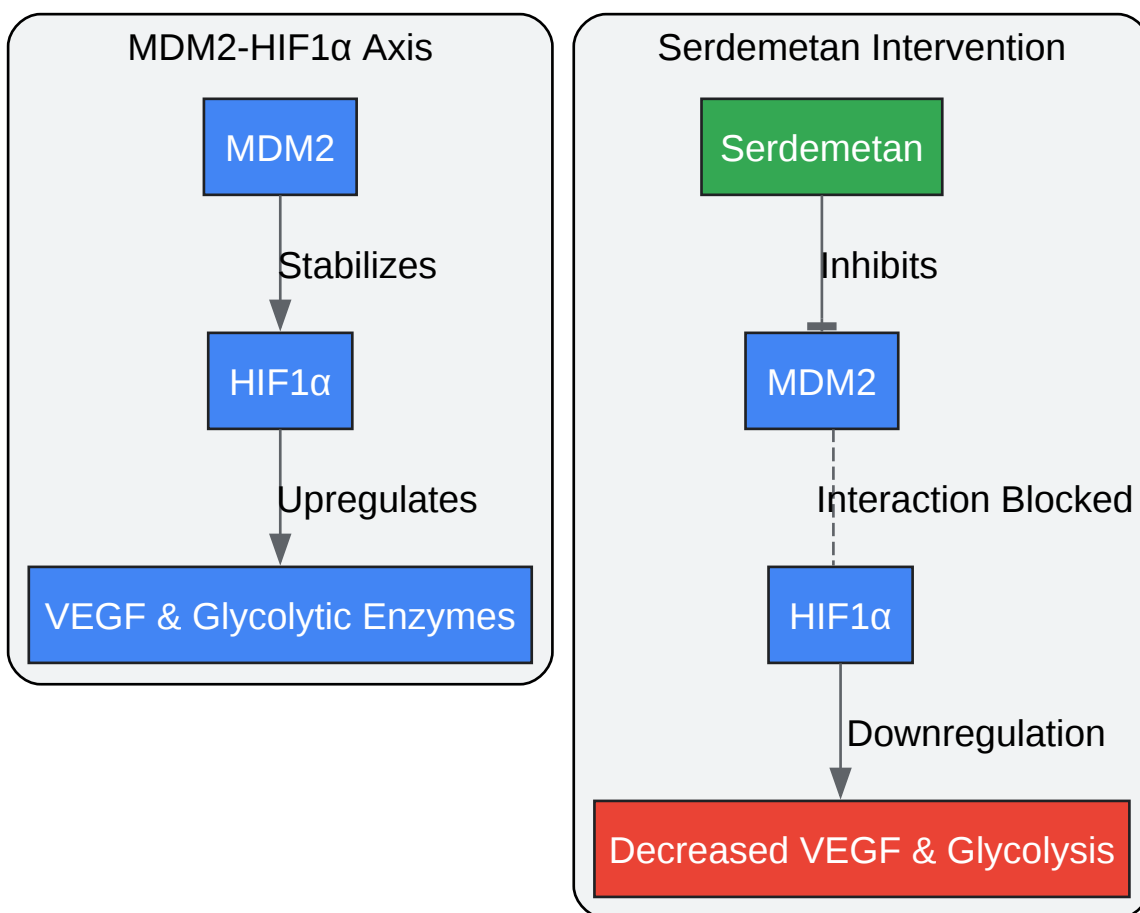 MDM2-HIF1α Axis
MDM2
Stabilizes
HIF1α
Upregulates
VEGF & Glycolytic Enzymes
Serdemetan Intervention
Serdemetan
Inhibits
MDM2
Interaction Blocked
HIF1α
Downregulation
Decreased VEGF & Glycolysis